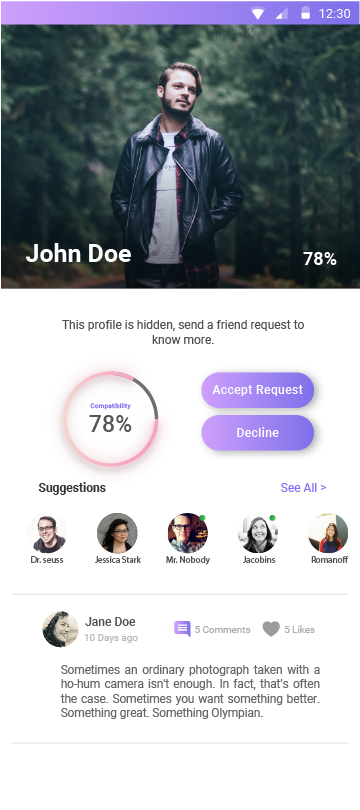 12:30
John Doe
78%
This profile is hidden, send a friend request to
know more.
Compatibility
78%
Accept Request
Decline
Suggestions
See All >
Dr. seuss
Jessica Stark
Mr. Nobody
Jacobins
Romanoff
Jane Doe
10 Days ago
5 Comments
5 Likes
Sometimes an ordinary photograph taken with a
ho-hum camera isn't enough. In fact, that's often
the case. Sometimes you want something better.
Something great. Something Olympian.